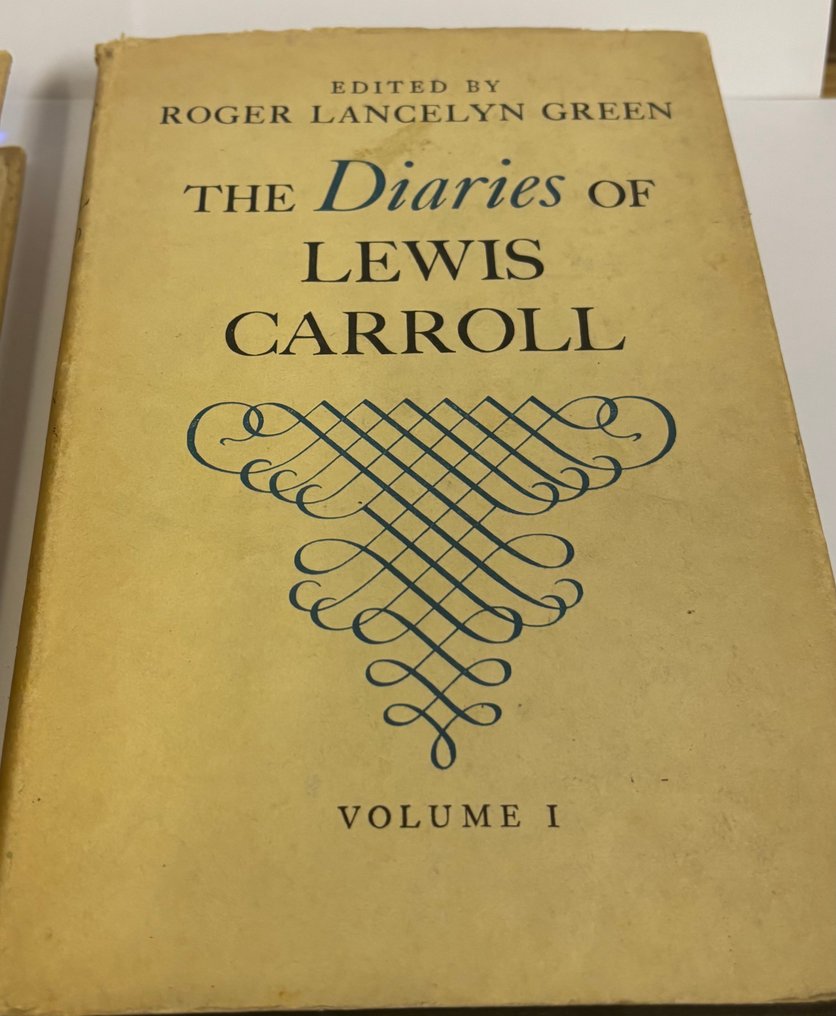 EDITED BY
ROGER LANCELYN GREEN
THE Diaries OF
LEWIS
CARROLL
VOLUME I